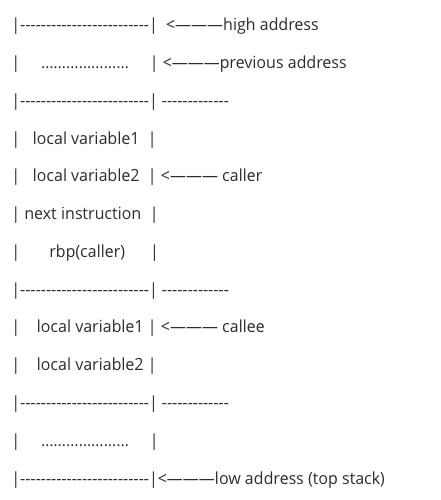 |-------------------------| <———high address
| ..................... | <———previous address
|-------------------------| -------------
| local variable1 |
| local variable2 | <——— caller
| next instruction |
| rbp(caller) |
|-------------------------| -------------
| local variable1 | <——— callee
| local variable2 |
|-------------------------| -------------
| ..................... |
|-------------------------|<———low address (top stack)